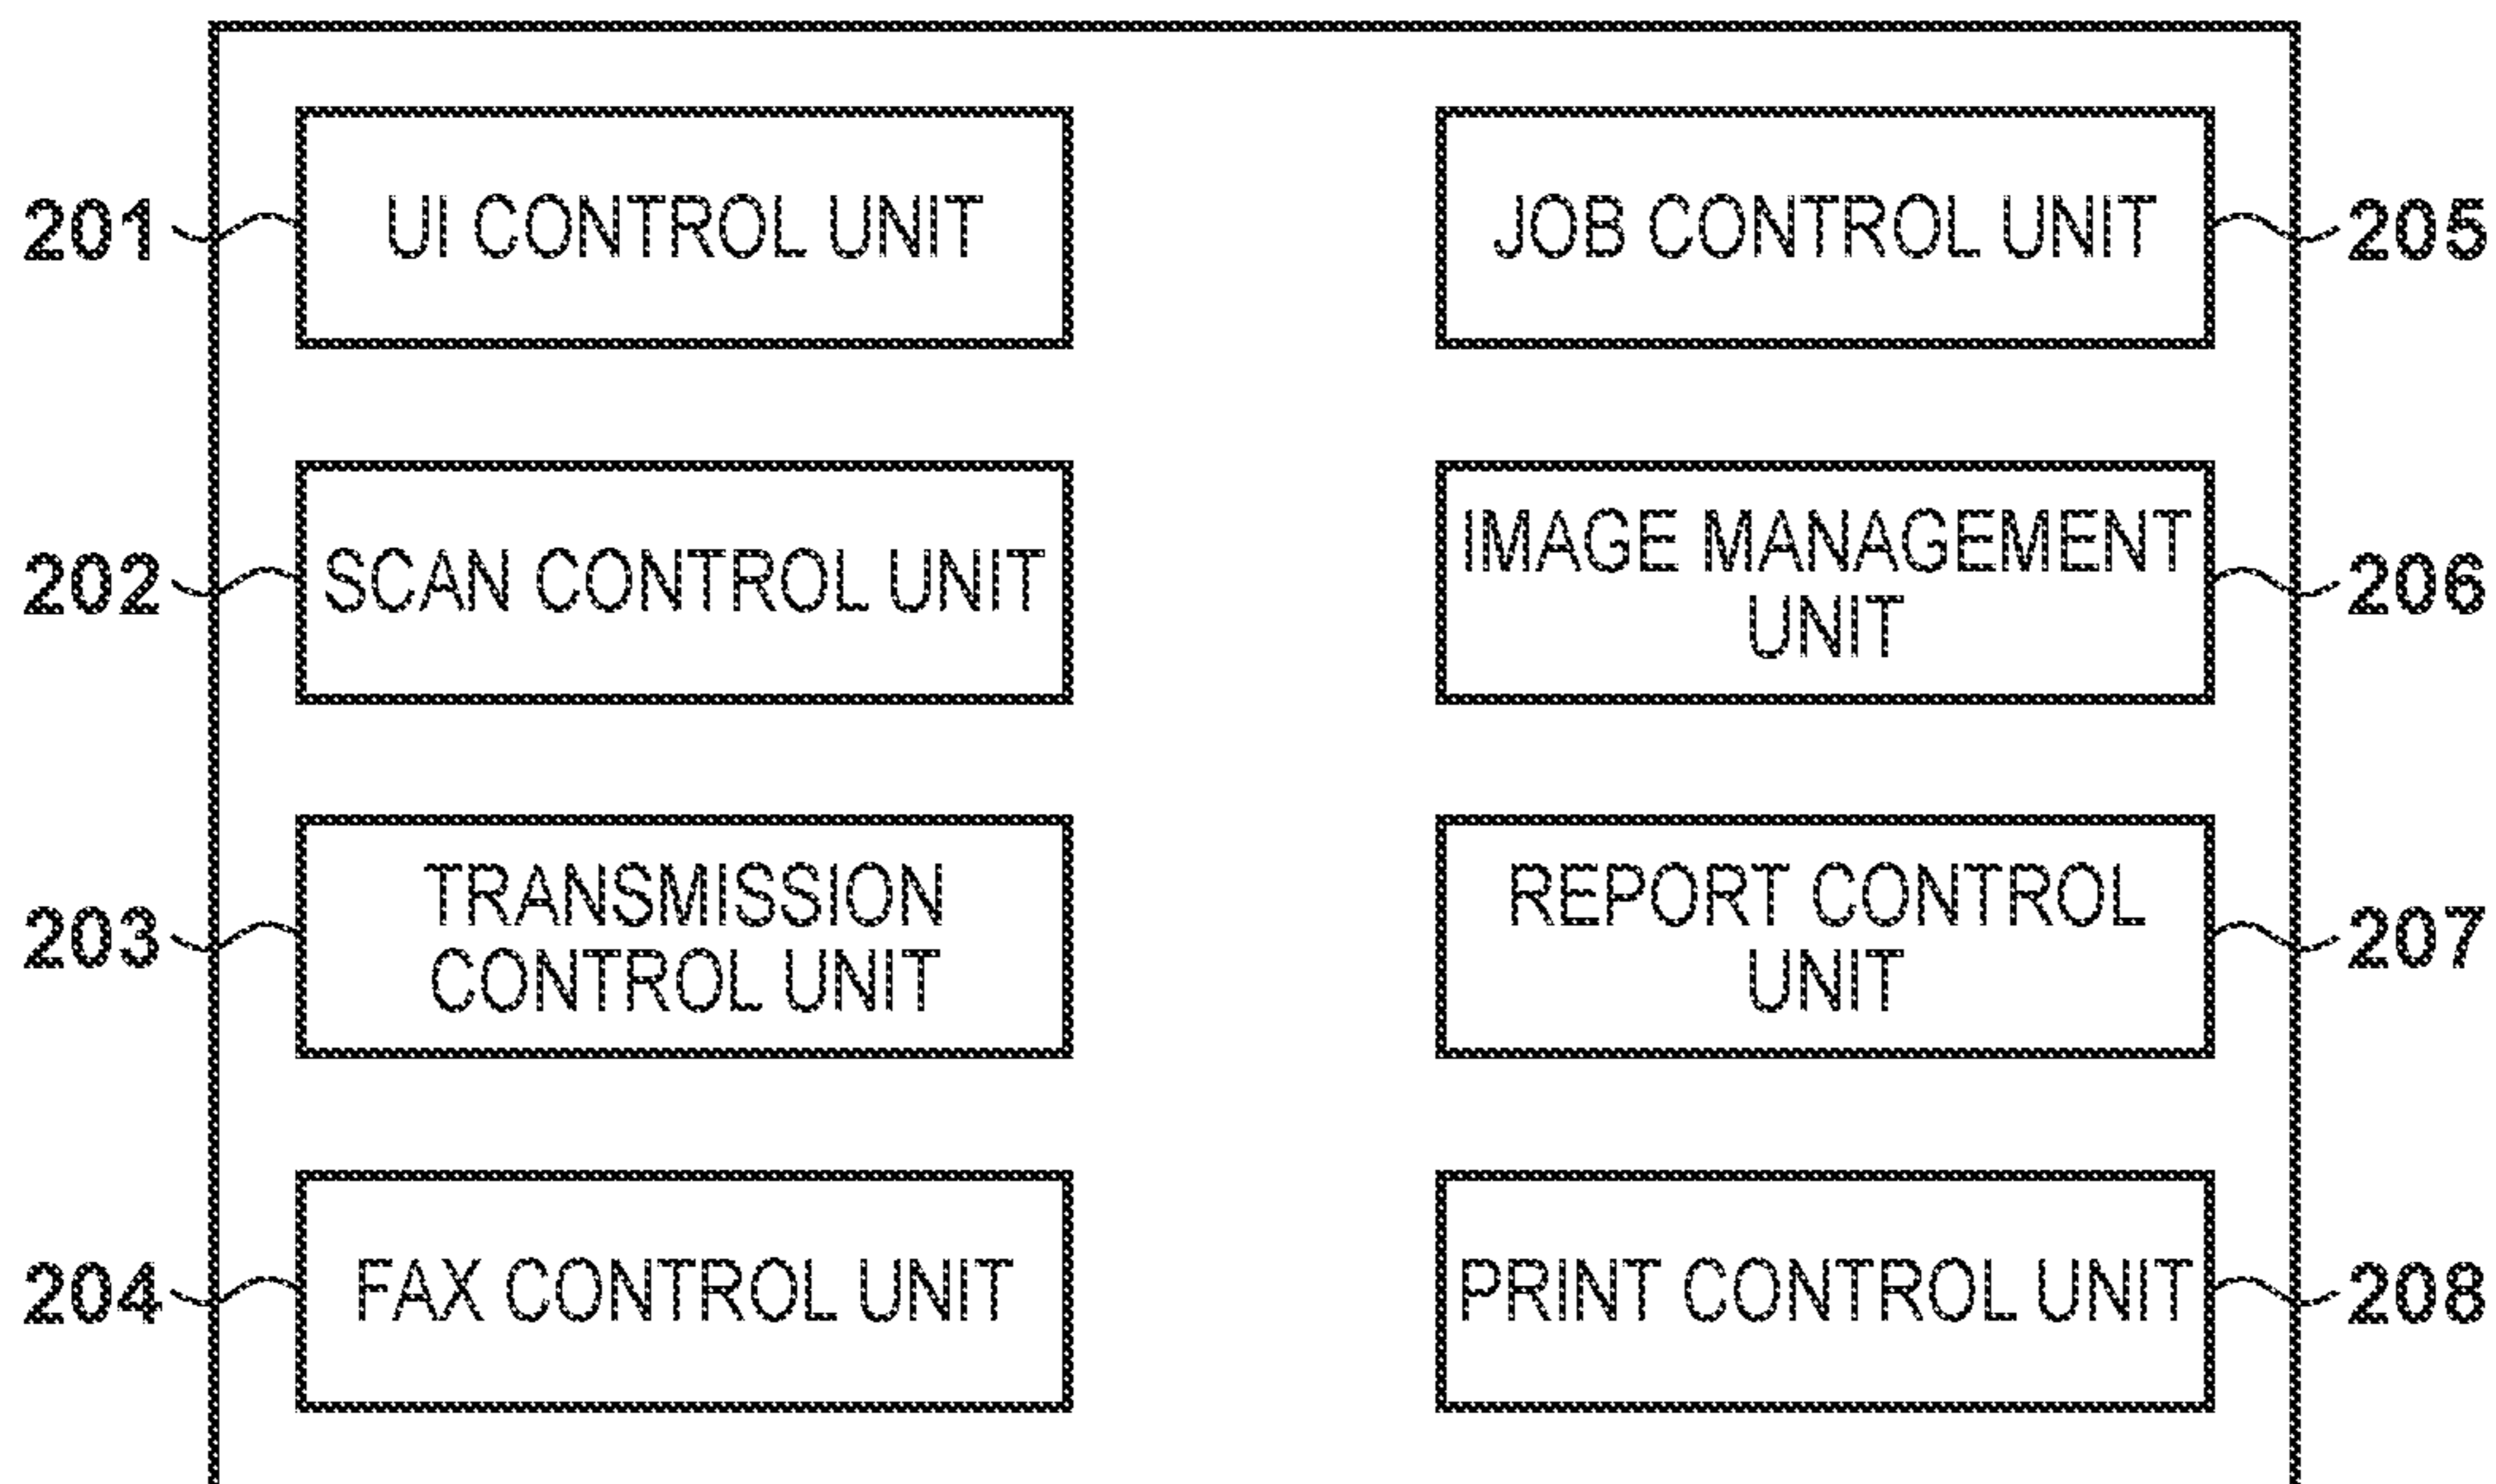 201
UI CONTROL UNIT
JOB CONTROL UNIT
205
202
SCAN CONTROL UNIT
IMAGE MANAGEMENT
UNIT
206
203
TRANSMISSION
CONTROL UNIT
REPORT CONTROL
UNIT
207
204
FAX CONTROL UNIT
PRINT CONTROL UNIT
208